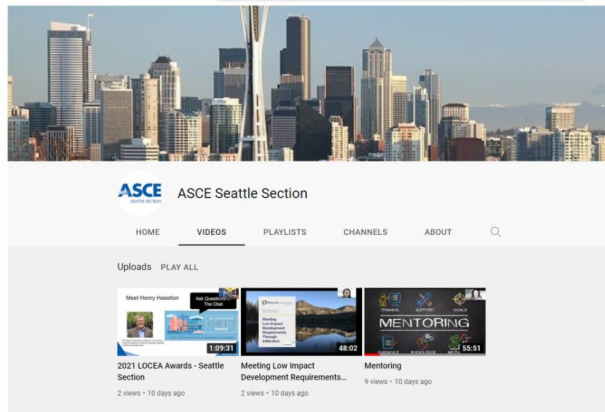 ASCE
SEATTLE SECTION
ASCE Seattle Section
HOME VIDEOS PLAYLISTS CHANNELS ABOUT
Uploads PLAY ALL
Meet Henry Haselton
Ask Questions
The Chat
1:09:31
Meeting
Low Impact
Development
Requirements
Through
Infiltration
48:02
TRAINING SUPPORT GOALS
MENTORING
55:51
2021 LOCEA Awards - Seattle
Section
2 views • 10 days ago
Meeting Low Impact
Development Requirements...
2 views • 10 days ago
Mentoring
9 views • 10 days ago